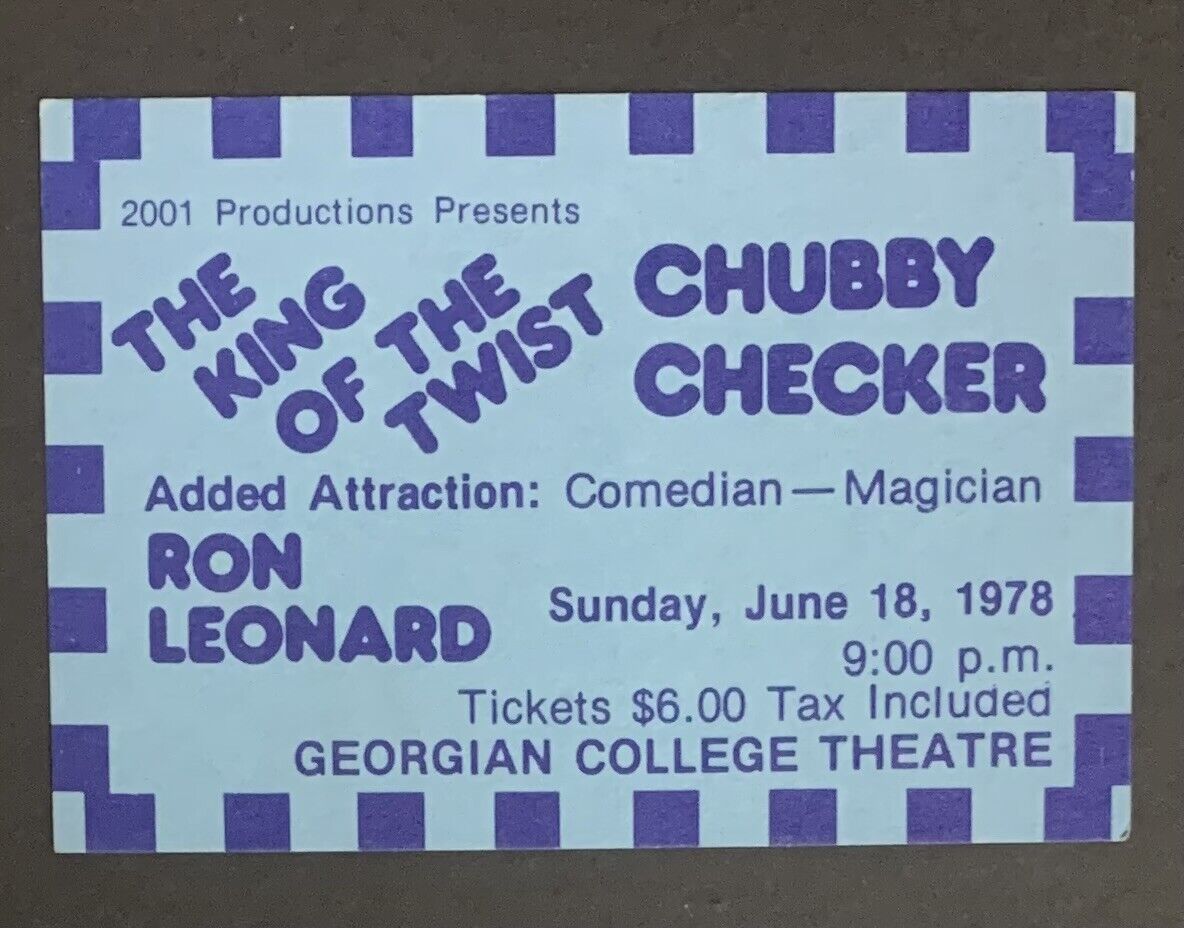 2001 Productions Presents
THE
KING
OF THE
TWIST
CHUBBY
CHECKER
Added Attraction: Comedian — Magician
RON
LEONARD
Sunday, June 18, 1978
9:00 p.m.
Tickets $6.00 Tax Included
GEORGIAN COLLEGE THEATRE